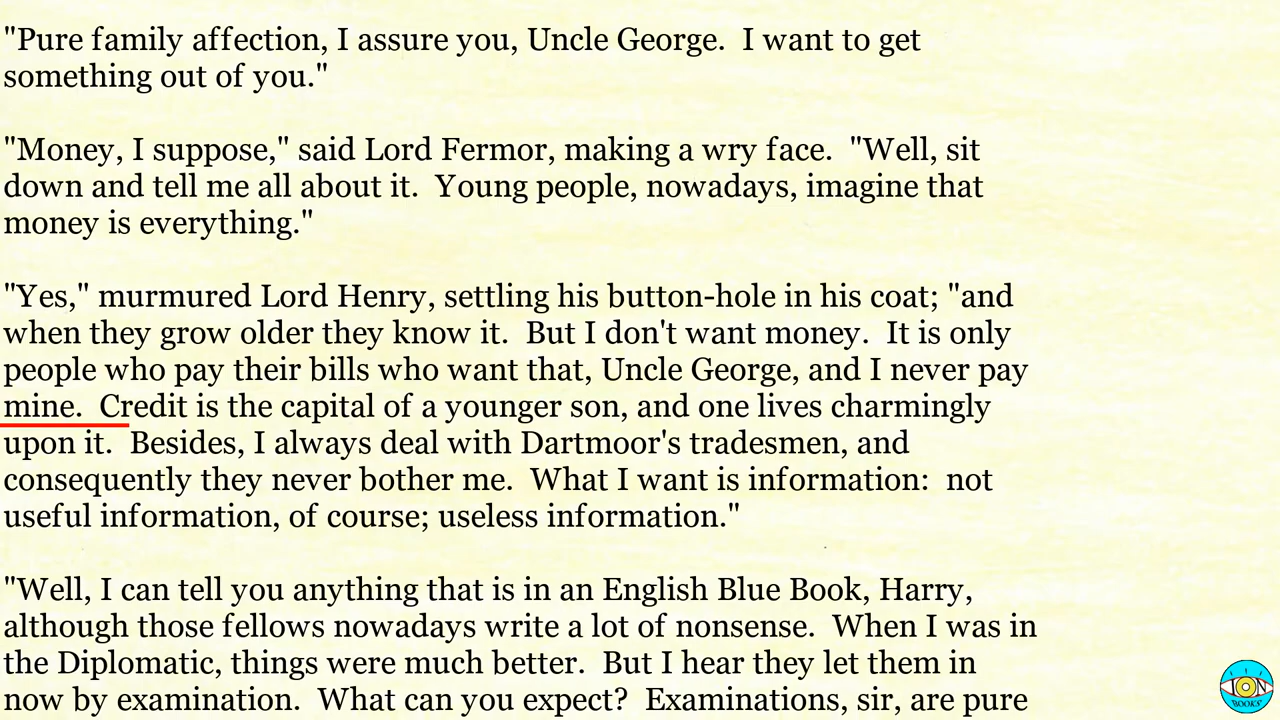 "Pure family affection, I assure you, Uncle George.  I want to get
something out of you."
"Money, I suppose," said Lord Fermor, making a wry face.  "Well, sit
down and tell me all about it.  Young people, nowadays, imagine that
money is everything."
"Yes," murmured Lord Henry, settling his button-hole in his coat; "and
when they grow older they know it.  But I don't want money.  It is only
people who pay their bills who want that, Uncle George, and I never pay
mine.  Credit is the capital of a younger son, and one lives charmingly
upon it.  Besides, I always deal with Dartmoor's tradesmen, and
consequently they never bother me.  What I want is information:  not
useful information, of course; useless information."
"Well, I can tell you anything that is in an English Blue Book, Harry,
although those fellows nowadays write a lot of nonsense.  When I was in
the Diplomatic, things were much better.  But I hear they let them in
now by examination.  What can you expect?  Examinations, sir, are pure
ION
BOOKS